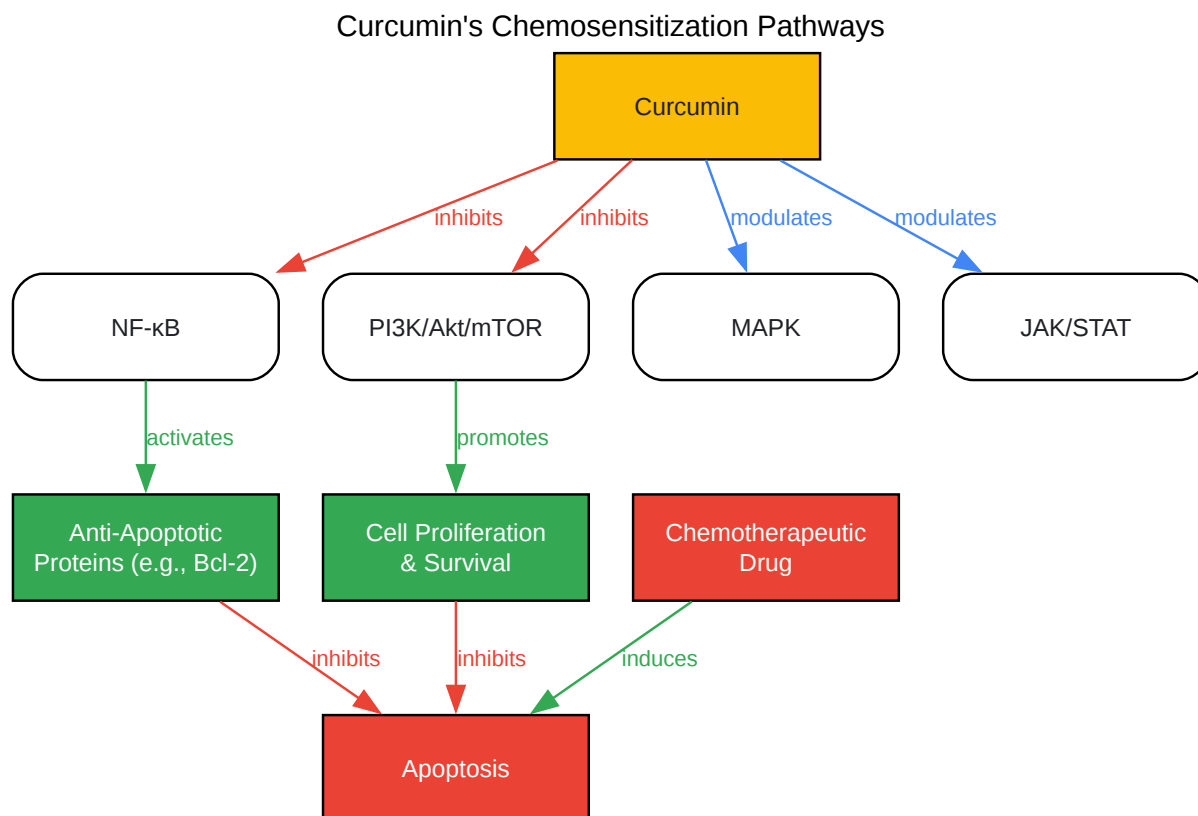 Curcumin's Chemosensitization Pathways
Curcumin
inhibits
inhibits
modulates
modulates
NF-κB
PI3K/Akt/mTOR
MAPK
JAK/STAT
activates
promotes
Anti-Apoptotic
Proteins (e.g., Bcl-2)
Cell Proliferation
& Survival
Chemotherapeutic
Drug
inhibits
inhibits
induces
Apoptosis